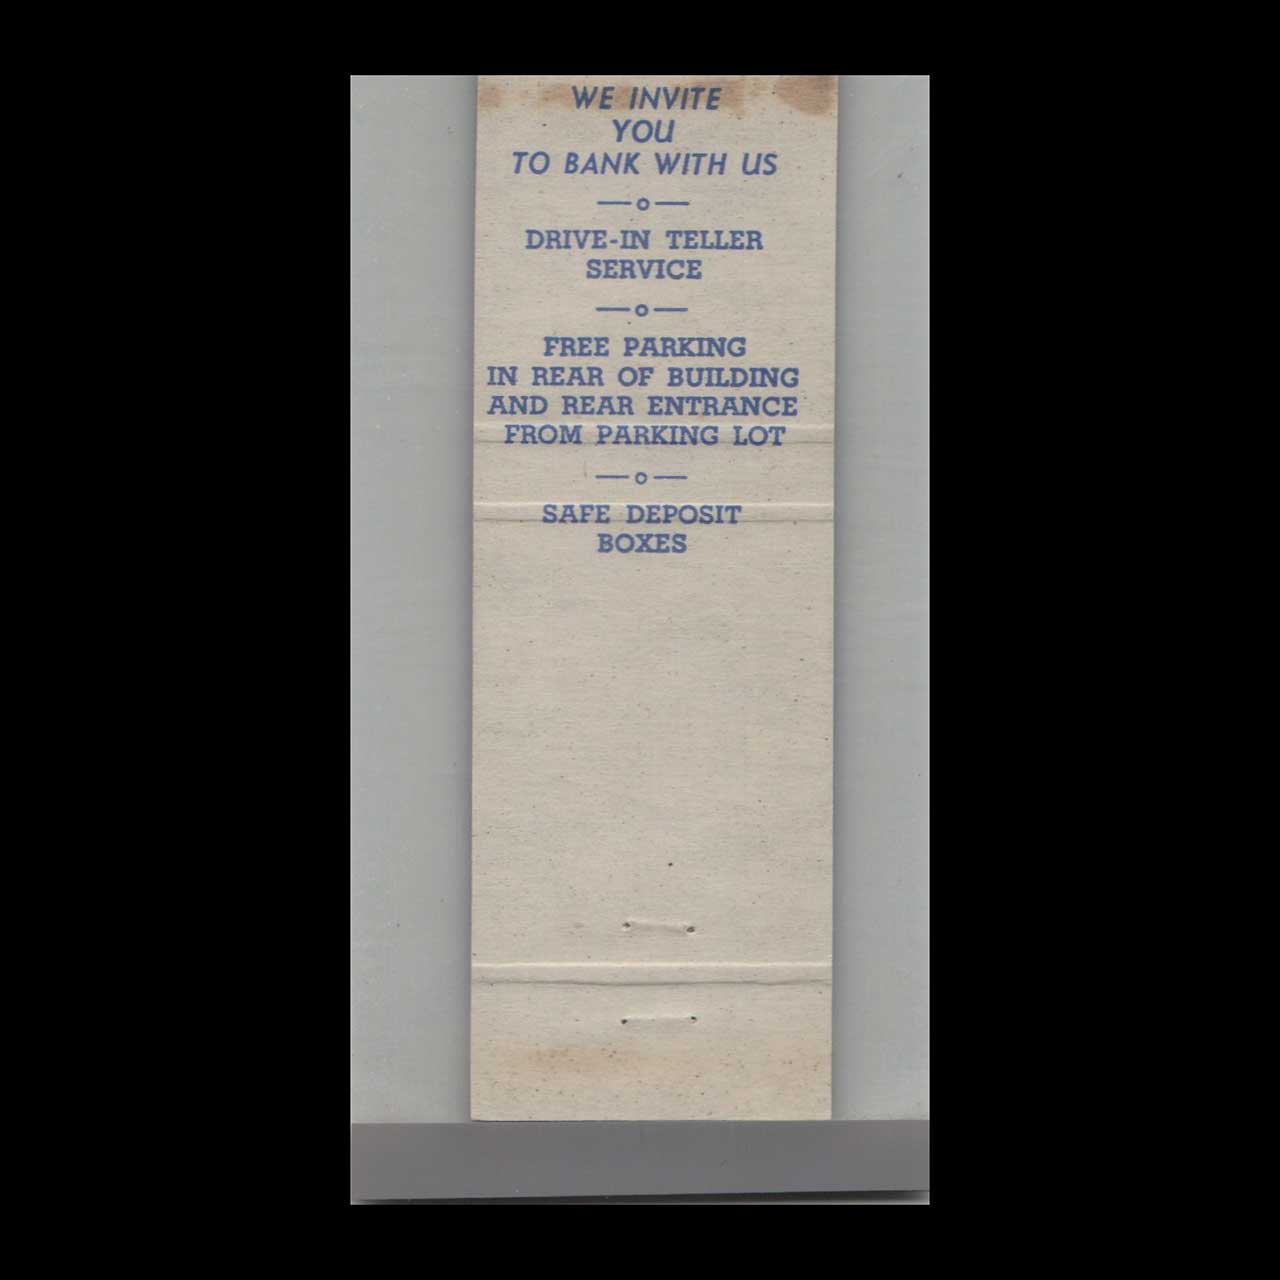 WE INVITE
YOU
TO BANK WITH US
DRIVE-IN TELLER
SERVICE
FREE PARKING
IN REAR OF BUILDING
AND REAR ENTRANCE
FROM PARKING LOT
SAFE DEPOSIT
BOXES